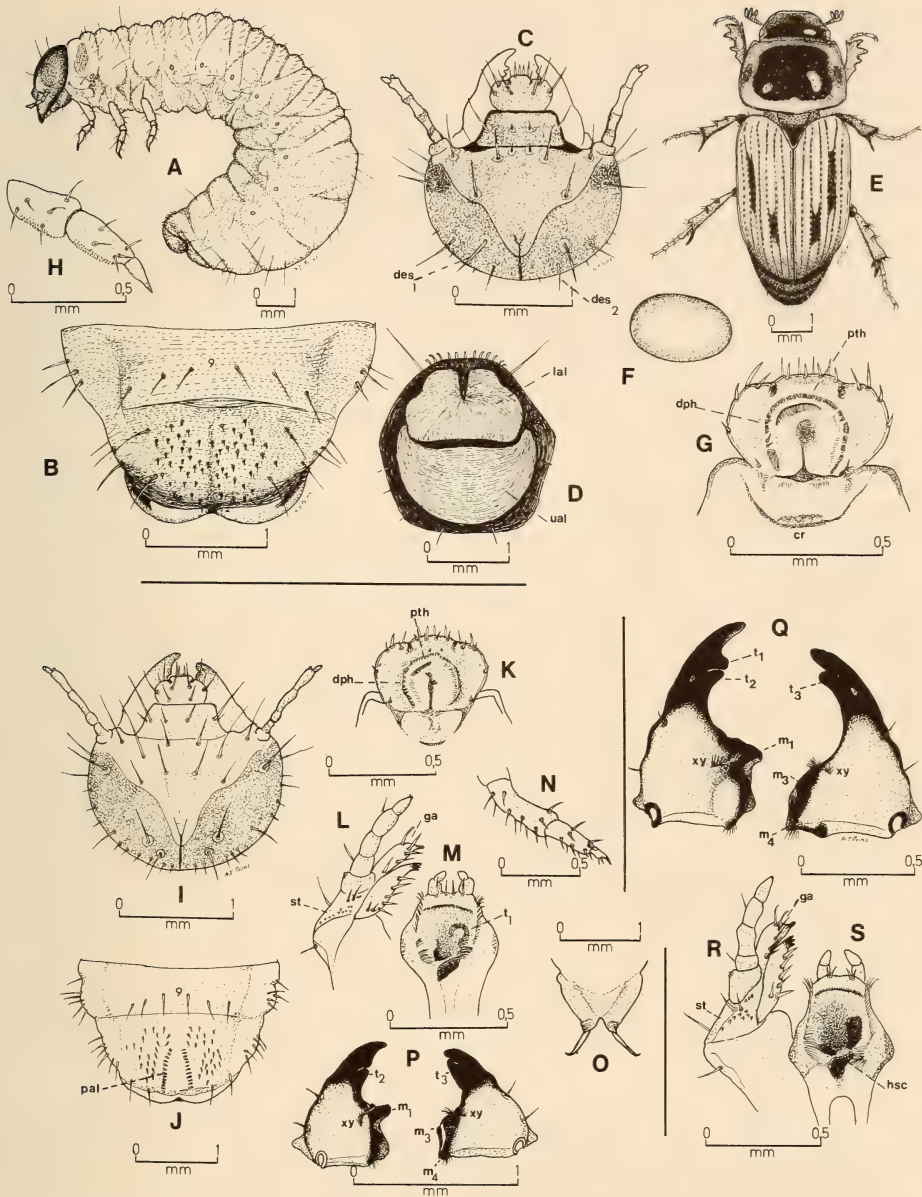 A
0 1
mm
B
9
0 1
mm
C
des 1
des 2
0 1
mm
D
lal
ual
0 1
mm
E
0 1
mm
F
G
pth
dph
cr
0 0,5
mm
H
0 0,5
mm
I
0 1
mm
J
9
pal
0 1
mm
K
pth
dph
0 0,5
mm
L
ga
st
M
t1
0 0,5
mm
N
0 0,5
mm
0 1
mm
O
P
t2
t3
m1
xy
xy
m3
m4
0 1
mm
Q
t1
t2
t3
m1
xy
xy
m3
m4
R
ga
st
S
hsc
0 0,5
mm